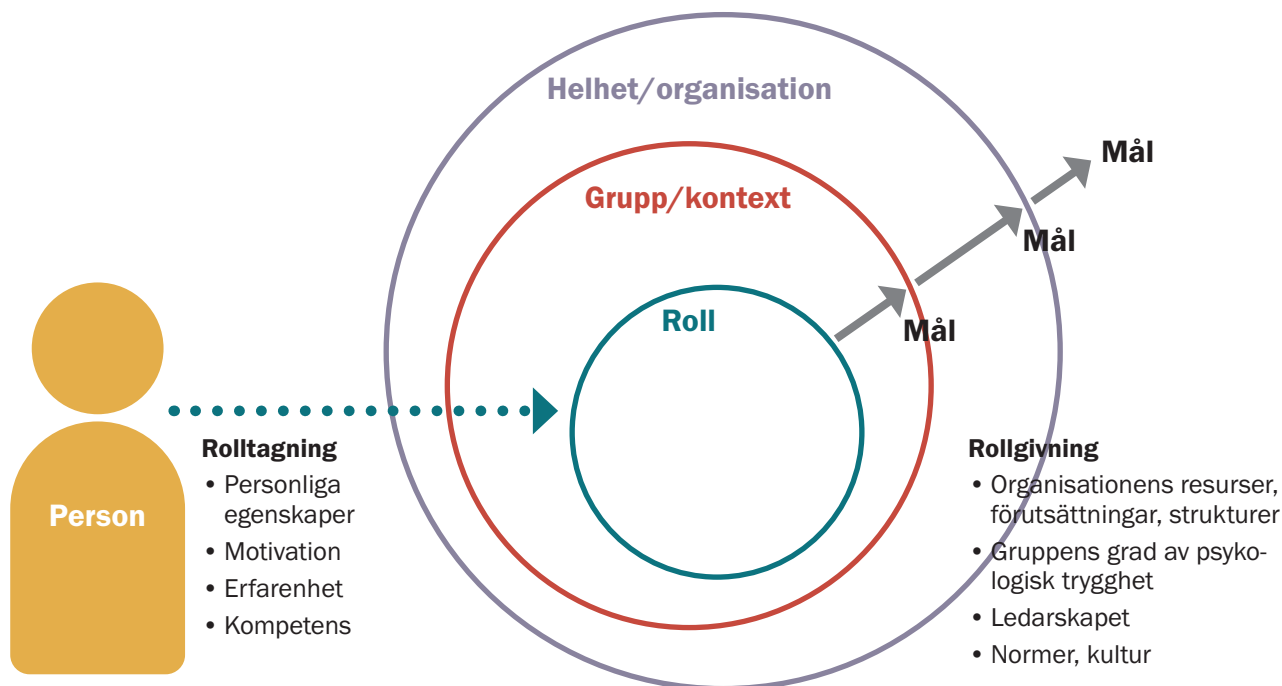 Helhet/organisation
Mål
Grupp/kontext
Mål
Roll
Mål
Person
Rolltagning
• Personliga
egenskaper
• Motivation
• Erfarenhet
• Kompetens
Rollgivning
• Organisationens resurser,
förutsättningar, strukturer
• Gruppens grad av psyko-
logisk trygghet
• Ledarskapet
• Normer, kultur